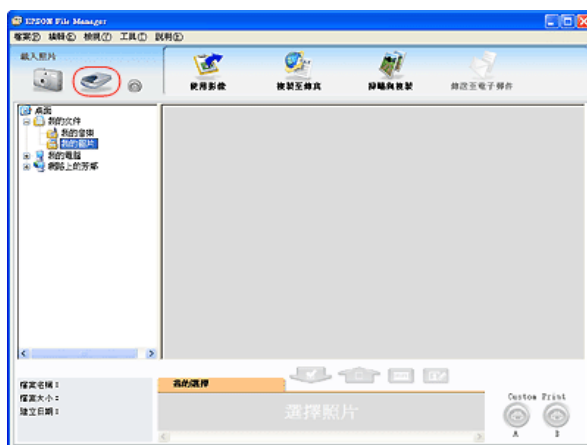 EPSON File Manager
檔案(F) 編輯(E) 檢視(V) 工具(T) 說明(H)
載入照片
使用影像 複製至傳真 掃瞄與複製 傳送至電子郵件
桌面
我的文件
我的音樂
我的圖片
我的電腦
網路上的芳鄰
檔案名稱：
檔案大小：
建立日期：
我的選擇
選擇照片
Custom Print
A B